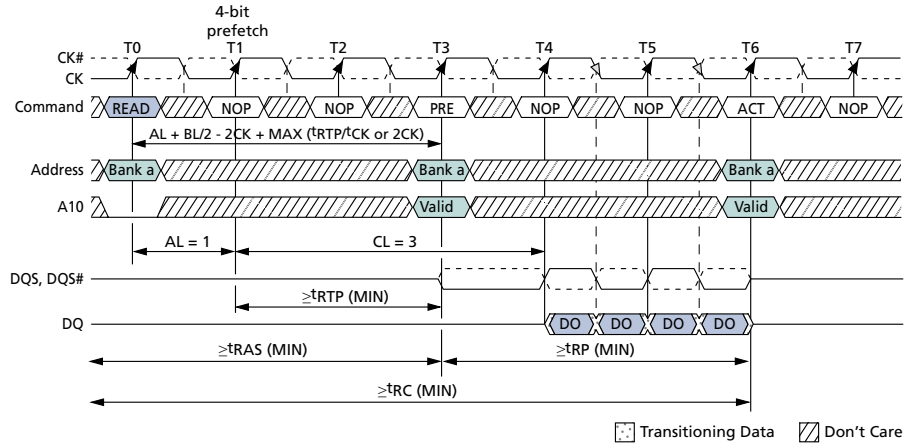 4-bit
prefetch
T0 T1 T2 T3 T4 T5 T6 T7
CK#
CK
Command READ NOP NOP PRE NOP NOP ACT NOP
AL + BL/2 - 2CK + MAX (tRTP/tCK or 2CK)
Address Bank a Bank a Bank a
A10 Valid Valid
AL = 1 CL = 3
DQS, DQS#
≥tRTP (MIN)
DQ DO DO DO DO
≥tRAS (MIN) ≥tRP (MIN)
≥tRC (MIN)
Transitioning Data Don't Care